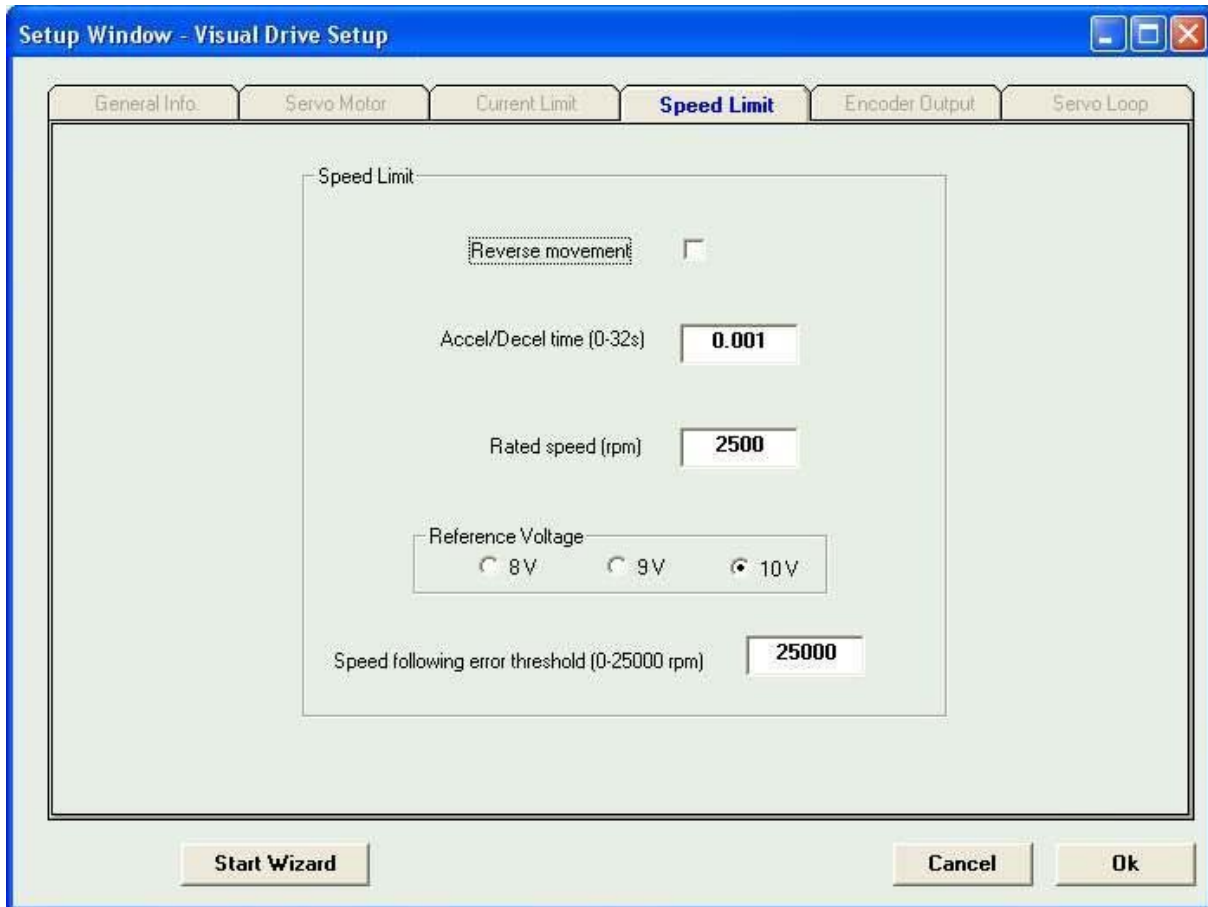 Setup Window - Visual Drive Setup
General Info. Servo Motor Current Limit Speed Limit Encoder Output Servo Loop
Speed Limit
Reverse movement
Accel/Decel time (0-32s) 0.001
Rated speed (rpm) 2500
Reference Voltage
8V 9V 10V
Speed following error threshold (0-25000 rpm) 25000
Start Wizard Cancel Ok